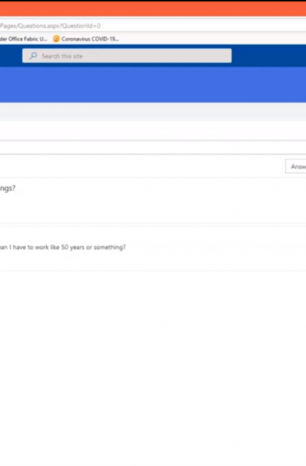 Pages/Questions.aspx?QuestionId=0
der Office Fabric U...
Coronavirus COVID-19...
Search this site
Answ
ngs?
an I have to work like 50 years or something?